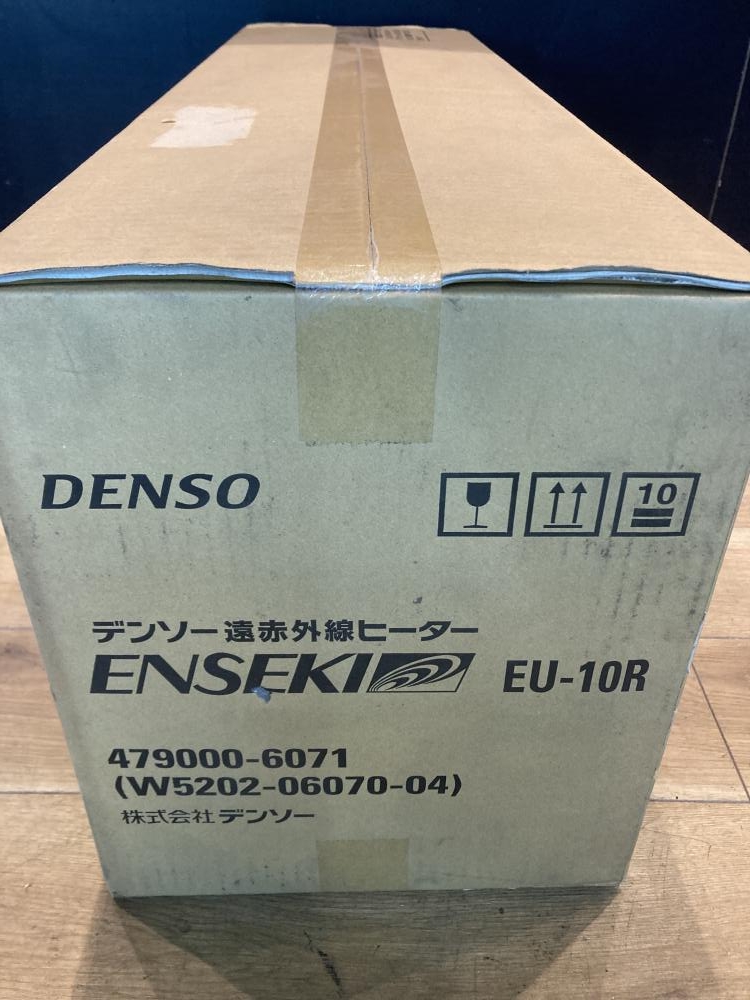 DENSO
10
デンソー遠赤外線ヒーター
ENSEKI EU-10R
479000-6071
(W5202-06070-04)
株式会社デンソー